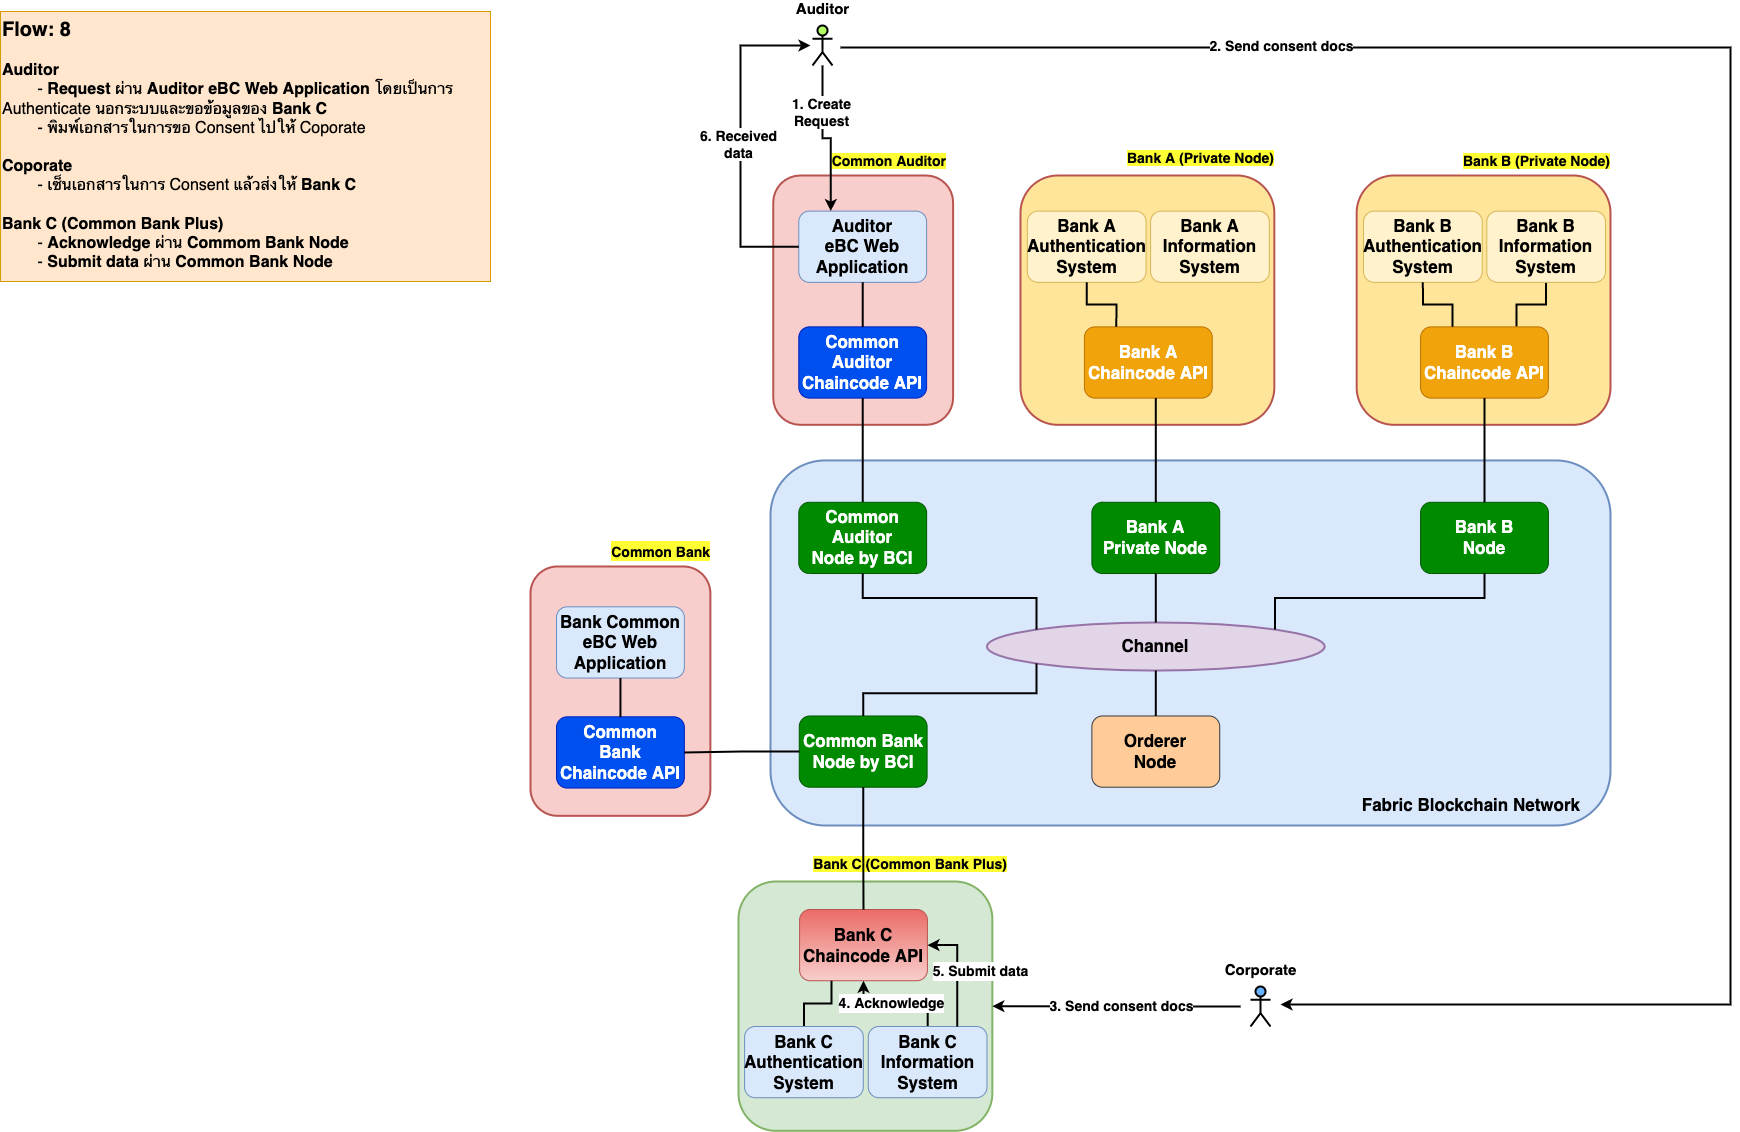 Flow: 8
Auditor
- Request ผ่าน Auditor eBC Web Application โดยเป็นการ
Authenticate นอกระบบและขอข้อมูลของ Bank C
- พิมพ์เอกสารในการขอ Consent ไปให้ Coporate
Coporate
- เซ็นเอกสารในการ Consent แล้วส่งให้ Bank C
Bank C (Common Bank Plus)
- Acknowledge ผ่าน Commom Bank Node
- Submit data ผ่าน Common Bank Node
Auditor
2. Send consent docs
1. Create
Request
6. Received
data
Common Auditor
Auditor
eBC Web
Application
Common
Auditor
Chaincode API
Bank A (Private Node)
Bank A
Authentication
System
Bank A
Information
System
Bank A
Chaincode API
Bank B (Private Node)
Bank B
Authentication
System
Bank B
Information
System
Bank B
Chaincode API
Common
Auditor
Node by BCI
Bank A
Private Node
Bank B
Node
Channel
Common Bank
Bank Common
eBC Web
Application
Common
Bank
Chaincode API
Common Bank
Node by BCI
Orderer
Node
Fabric Blockchain Network
Bank C (Common Bank Plus)
Bank C
Chaincode API
5. Submit data
4. Acknowledge
Bank C
Authentication
System
Bank C
Information
System
Corporate
3. Send consent docs